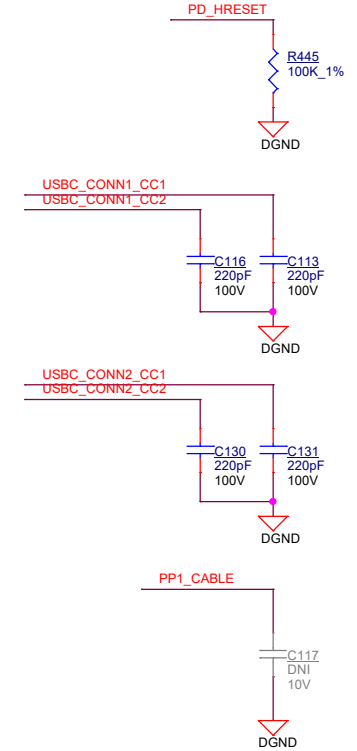 PD_HRESET
R445
100K_1%
DGND
USBC_CONN1_CC1
USBC_CONN1_CC2
C116
220pF
100V
C113
220pF
100V
DGND
USBC_CONN2_CC1
USBC_CONN2_CC2
C130
220pF
100V
C131
220pF
100V
DGND
PP1_CABLE
C117
DNI
10V
DGND